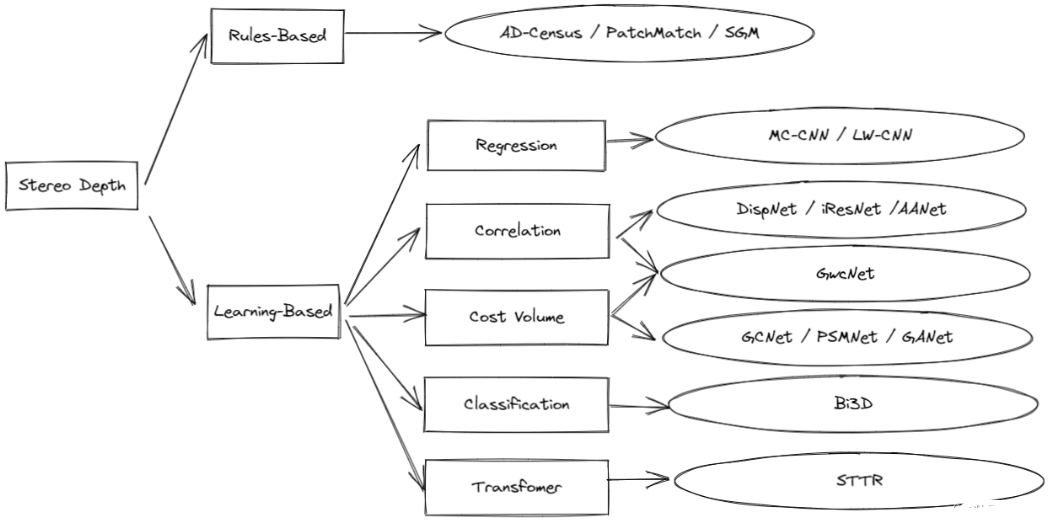 Rules-Based
AD-Census / PatchMatch / SGM
Stereo Depth
Learning-Based
Regression
MC-CNN / LW-CNN
Correlation
DispNet / iResNet /AANet
GwcNet
Cost Volume
GCNet / PSMNet / GANet
Classification
Bi3D
Transfomer
STTR